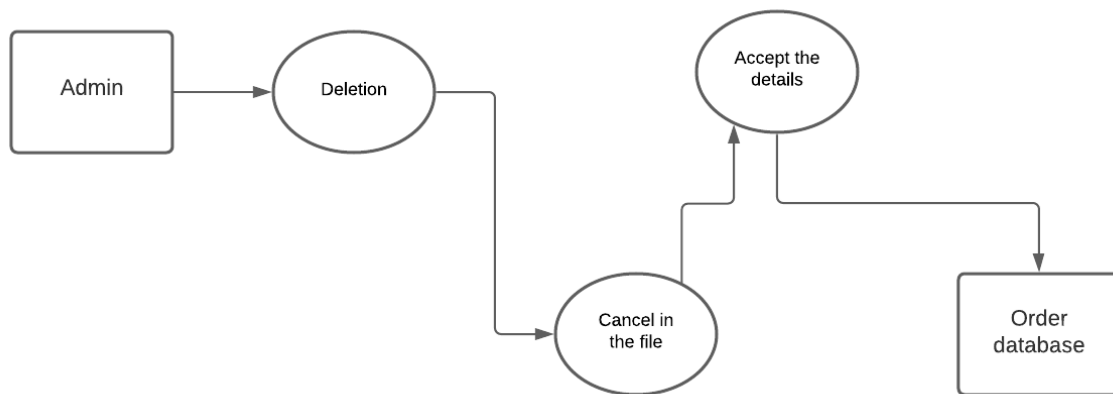 Admin
Deletion
Cancel in
the file
Accept the
details
Order
database